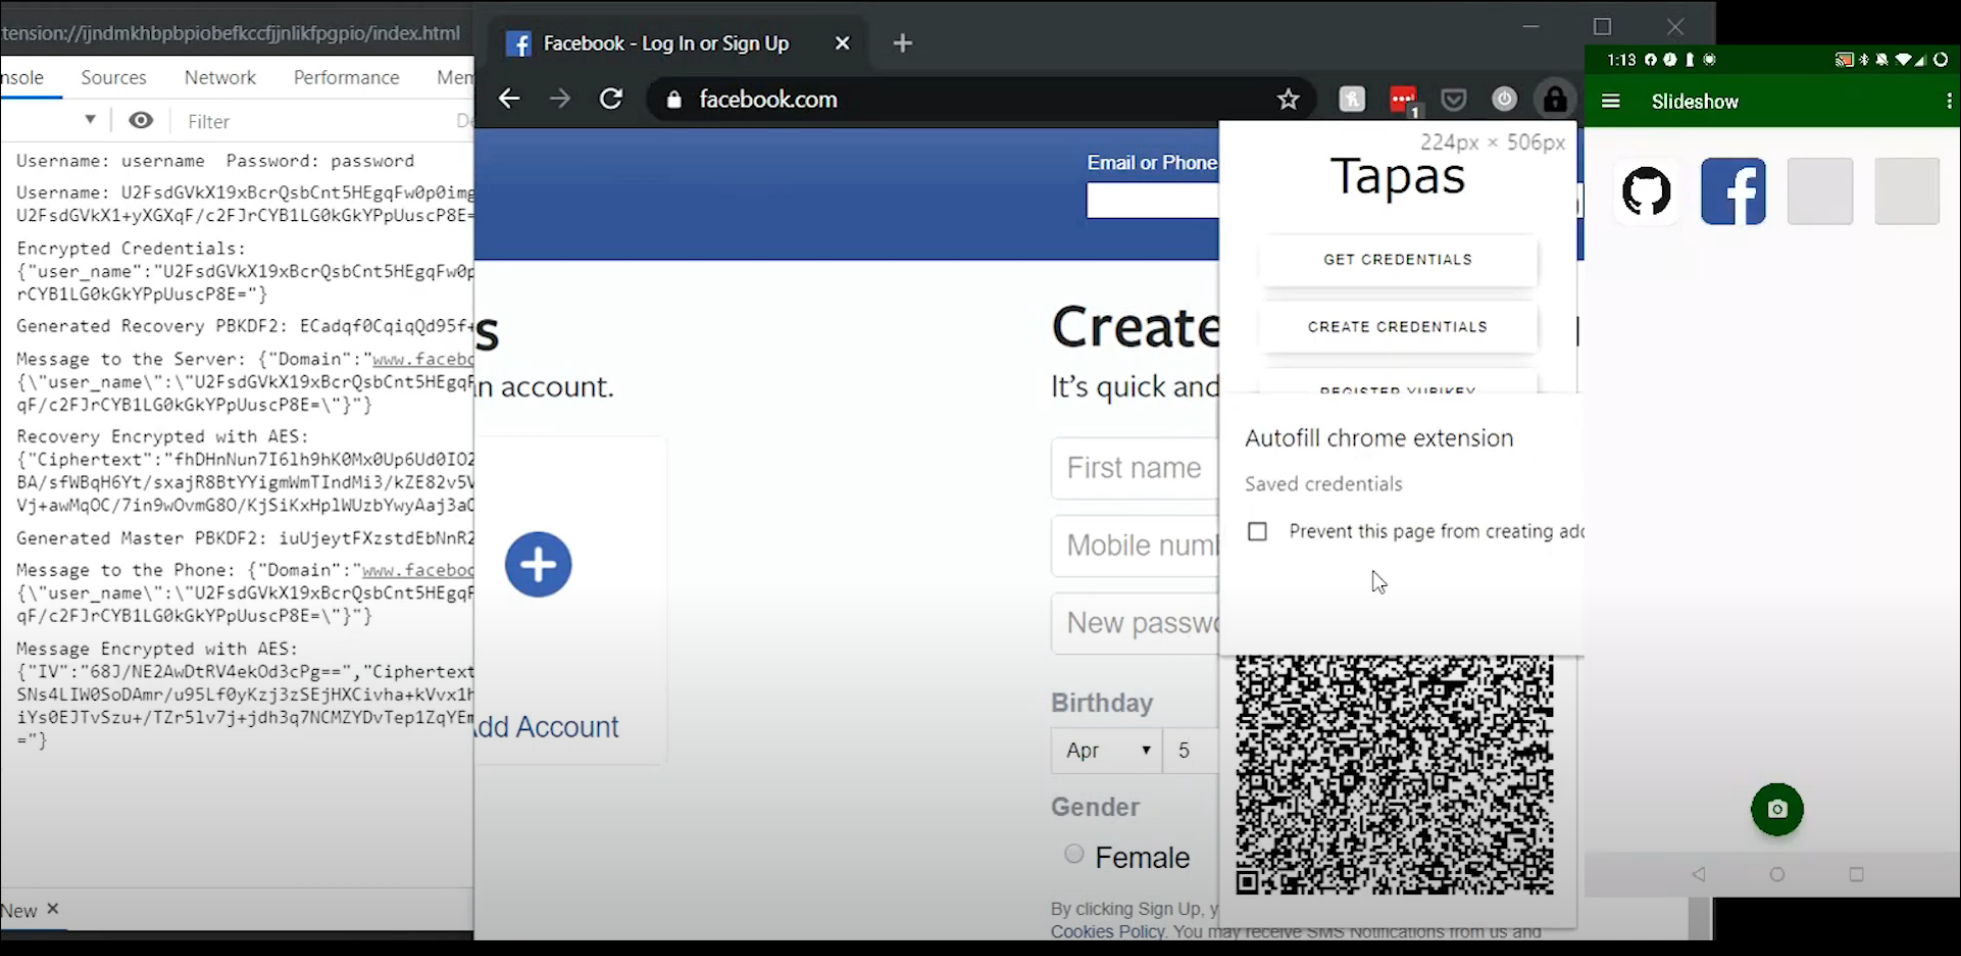 tension://ijndmkhbpbpiobefkccfjjnlikfpgpio/index.html
nsole Sources Network Performance Mem
Filter De
Username: username Password: password
Username: U2FsdGVkX19xBcrQsbCnt5HEgqFw0p0img
U2FsdGVkX1+yXGXqF/c2FJrCYB1LG0kGkYPpUuscP8E=
Encrypted Credentials:
{"user_name":"U2FsdGVkX19xBcrQsbCnt5HEgqFw0p
rCYB1LG0kGkYPpUuscP8E="}
Generated Recovery PBKDF2: ECadqf0CqiqQd95f+
Message to the Server: {"Domain":"www.facebo
{\"user_name\":\"U2FsdGVkX19xBcrQsbCnt5HEgqF
qF/c2FJrCYB1LG0kGkYPpUuscP8E=\"}"}
Recovery Encrypted with AES:
{"Ciphertext":"fhDHnNun7I6lh9hK0Mx0Up6Ud0IO2
BA/sfWBqH6Yt/sxajR8BtYYigmWmTIndMi3/kZE82v5V
Vj+awMqOC/7in9wOvmG8O/KjSiKxHplWUzbYwyAaj3aO
Generated Master PBKDF2: iuUjeytFXzstdEbNnR2
Message to the Phone: {"Domain":"www.facebo
{\"user_name\":\"U2FsdGVkX19xBcrQsbCnt5HEgqF
qF/c2FJrCYB1LG0kGkYPpUuscP8E=\"}"}
Message Encrypted with AES:
{"IV":"68J/NE2AwDtRV4ekOd3cPg==","Ciphertext
SNs4LIW0SoDAmr/u95Lf0yKzj3zSEjHXCivha+kVvx1h
iYs0EJTvSzu+/TZr5lv7j+jdh3q7NCMZYDvTep1ZqYEm
="}
New
Facebook - Log In or Sign Up
facebook.com
1
Email or Phone
s
n account.
dd Account
Create
It's quick and
First name
Mobile num
New passwo
Birthday
Apr 5
Gender
Female
By clicking Sign Up, y
Cookies Policy. You may receive SMS Notifications from us and
224px × 506px
Tapas
GET CREDENTIALS
CREATE CREDENTIALS
REGISTER YUBIKEY
Autofill chrome extension
Saved credentials
Prevent this page from creating add
1:13
Slideshow